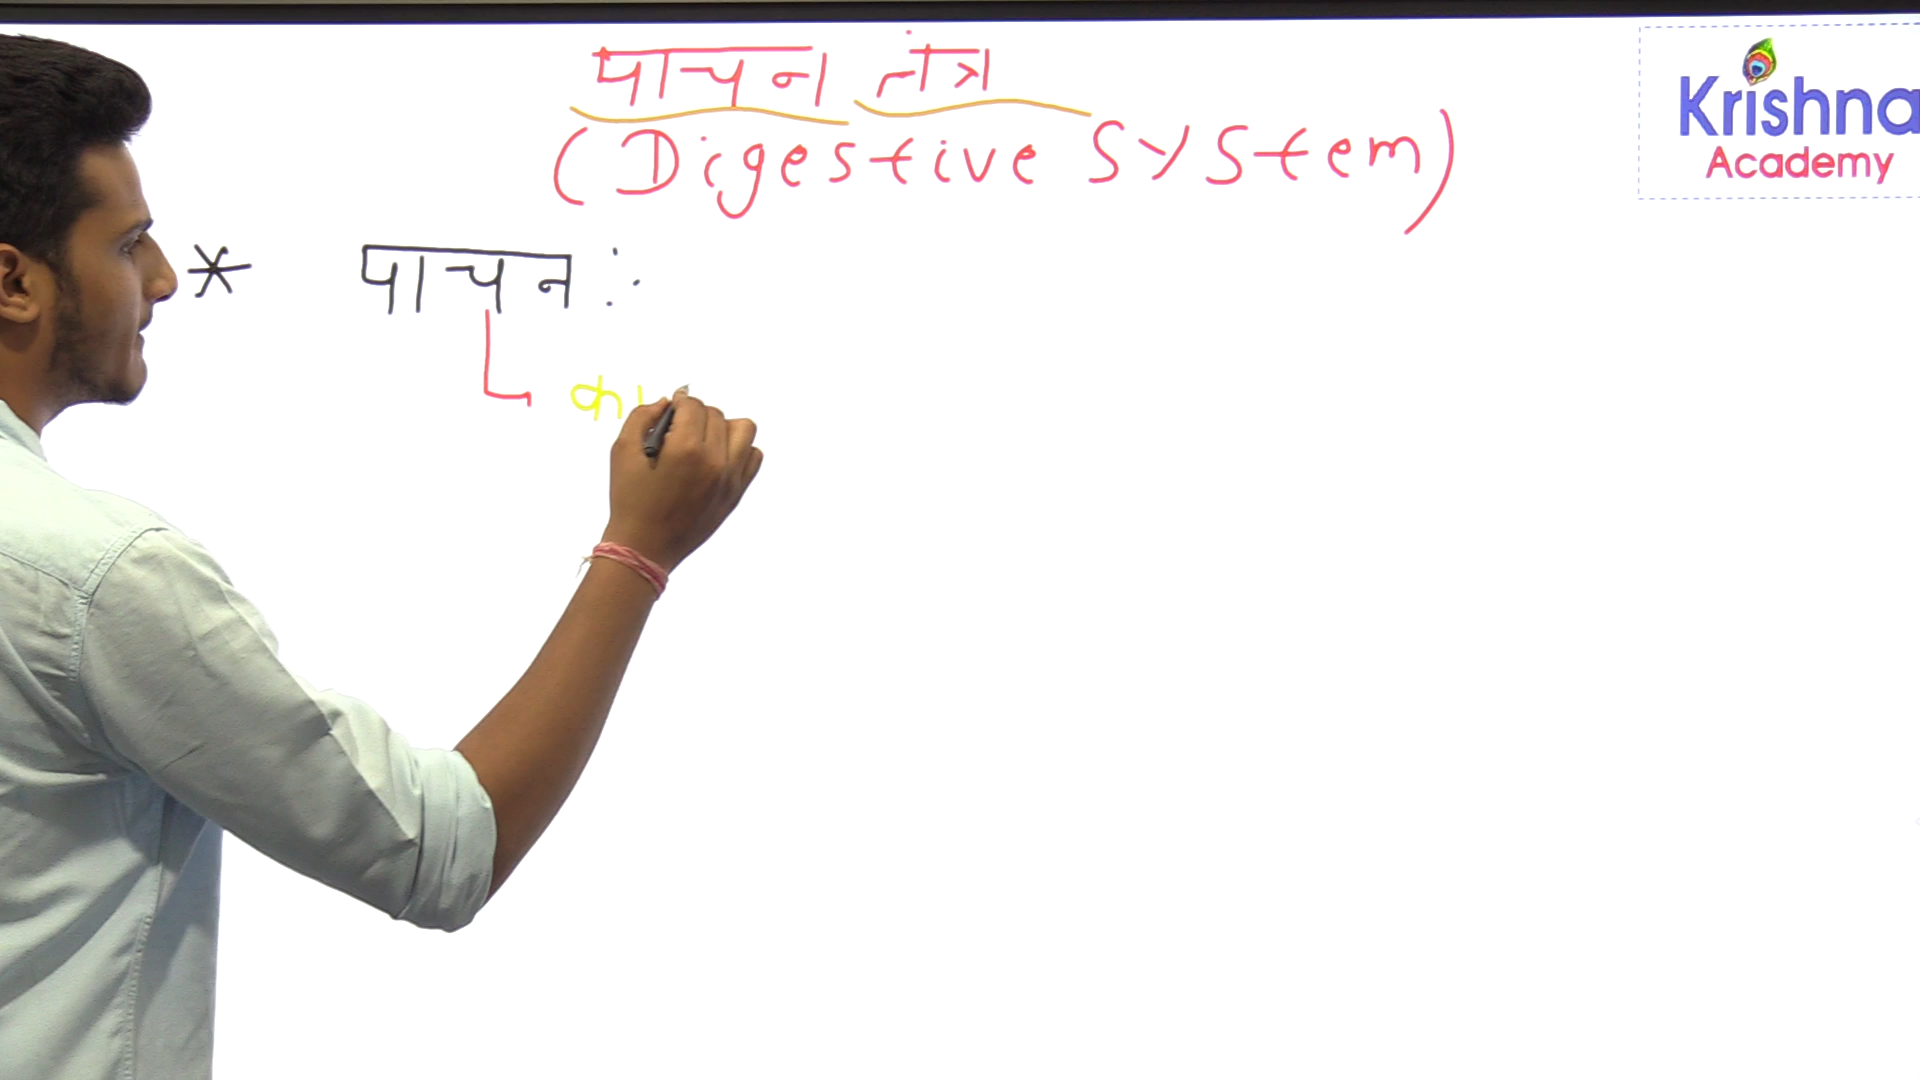 पाचन तंत्र
(Digestive System)
Krishna
Academy
* पाचन :-